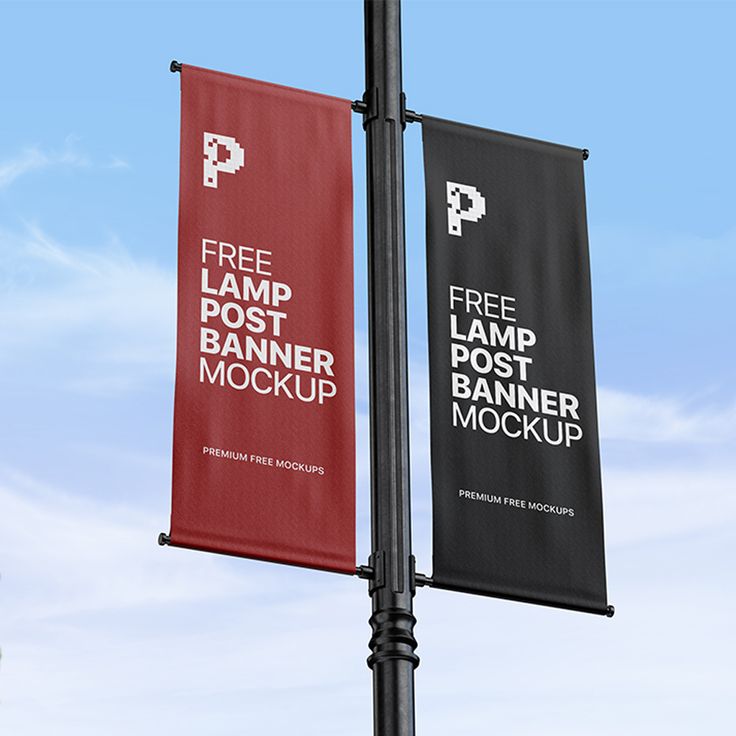 P
FREE
LAMP
POST
BANNER
MOCKUP
PREMIUM FREE MOCKUPS
P
FREE
LAMP
POST
BANNER
MOCKUP
PREMIUM FREE MOCKUPS